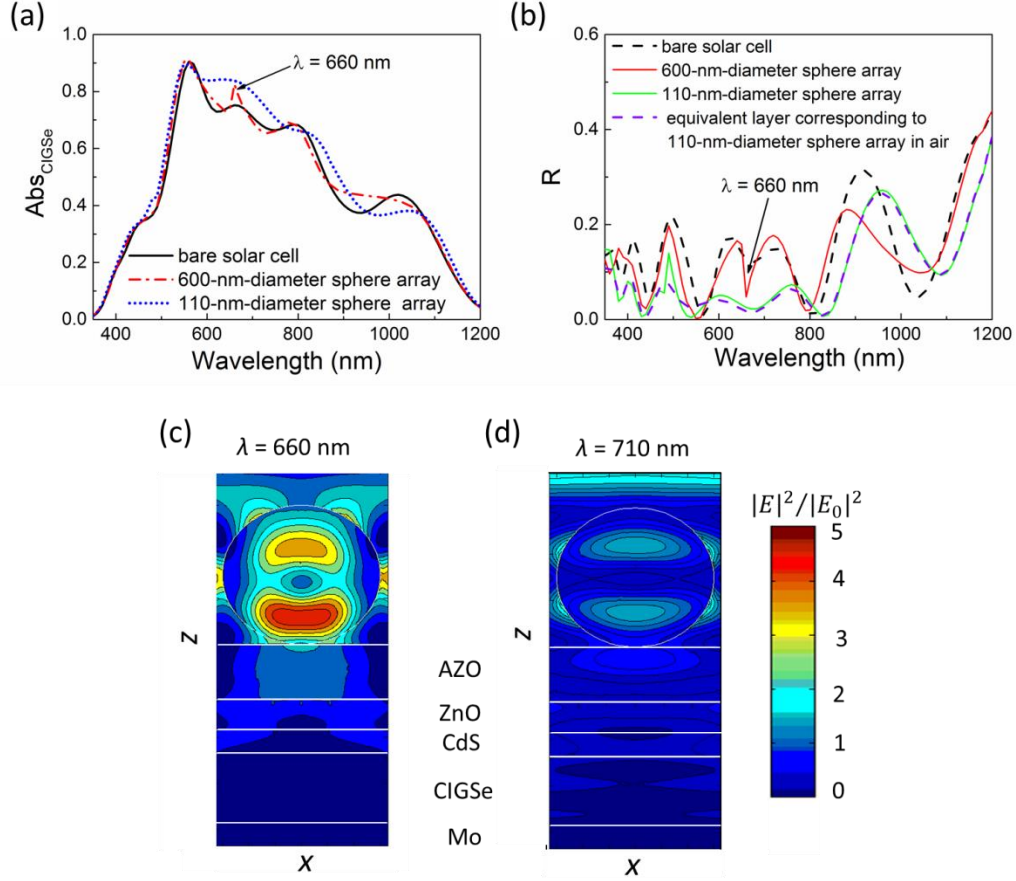 (a)
1.0
0.8
0.6
0.4
0.2
0.0
Abs_CIGSe
λ = 660 nm
bare solar cell
600-nm-diameter sphere array
110-nm-diameter sphere array
400 600 800 1000 1200
Wavelength (nm)
(b)
0.6
0.4
0.2
0.0
R
bare solar cell
600-nm-diameter sphere array
110-nm-diameter sphere array
equivalent layer corresponding to
110-nm-diameter sphere array in air
λ = 660 nm
400 600 800 1000 1200
Wavelength (nm)
(c)
λ = 660 nm
z
x
AZO
ZnO
CdS
CIGSe
Mo
(d)
λ = 710 nm
z
x
|E|²/|E₀|²
5
4
3
2
1
0